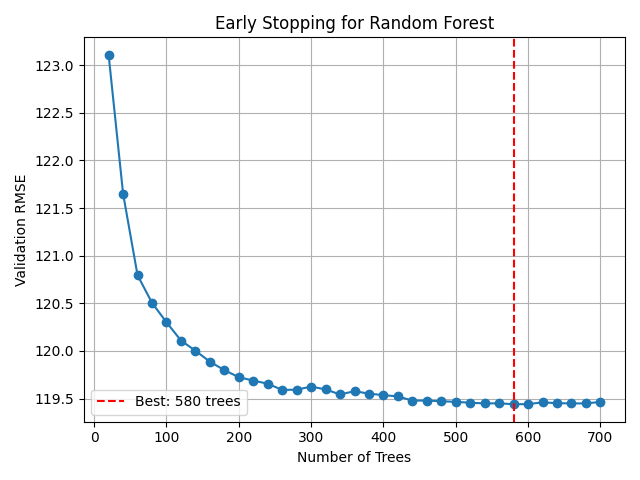 Early Stopping for Random Forest
Validation RMSE
123.0
122.5
122.0
121.5
121.0
120.5
120.0
119.5
Best: 580 trees
0 100 200 300 400 500 600 700
Number of Trees